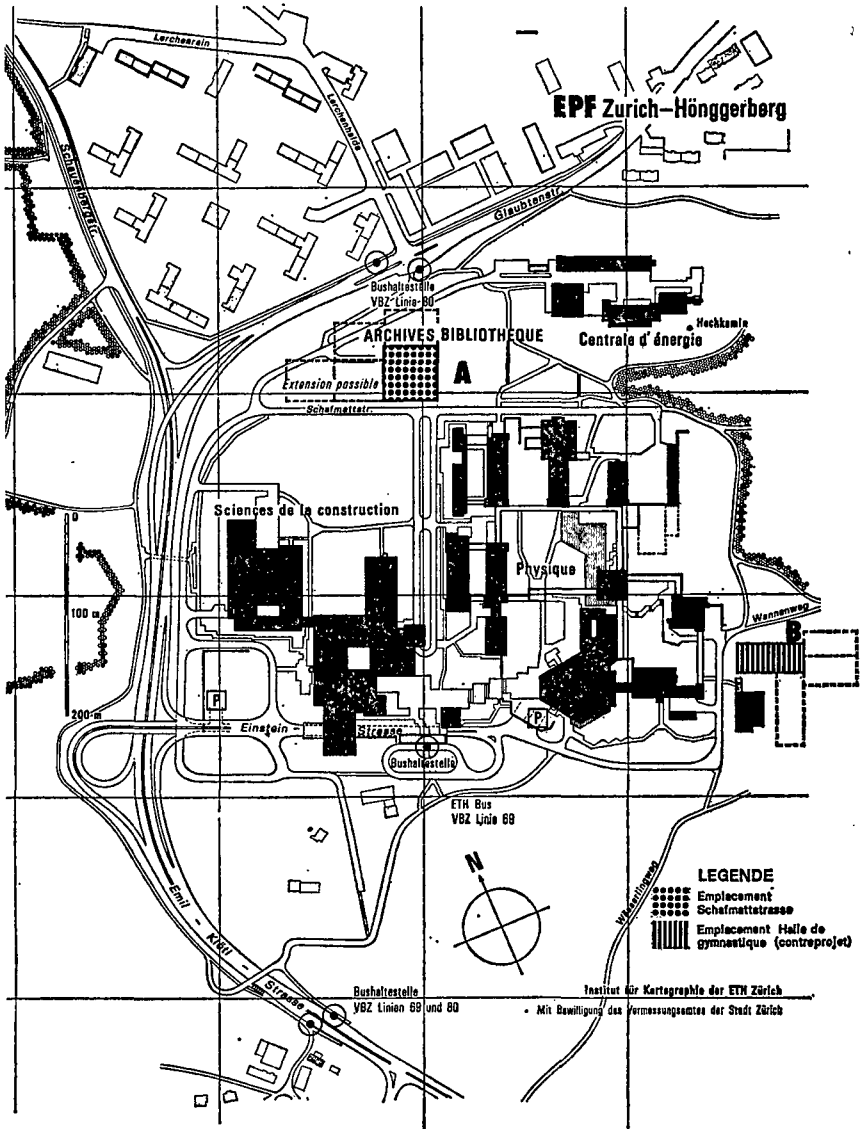 Lerchenrain
Lerchenhalde
EPF Zurich-Hönggerberg
Schauenbergstr.
Glaubtenstr.
Bushaltestelle
VBZ Linie 80
ARCHIVES BIBLIOTHEQUE
Centrale d'énergie
Hochkamin
A
Extension possible
Schafmattstr.
0
Sciences de la construction
Physique
100 m
Wannenweg
B
P
200 m
Einstein - Strasse
P
Bushaltestelle
ETH Bus
VBZ Linie 69
N
Wässerlingweg
LEGENDE
Emplacement
Schafmattstrasse
Emplacement Halle de
gymnastique (contreprojet)
Emil - Klöti - Strasse
Bushaltestelle
VBZ Linien 69 und 80
Institut für Kartographie der ETH Zürich
Mit Bewilligung des Vermessungsamtes der Stadt Zürich